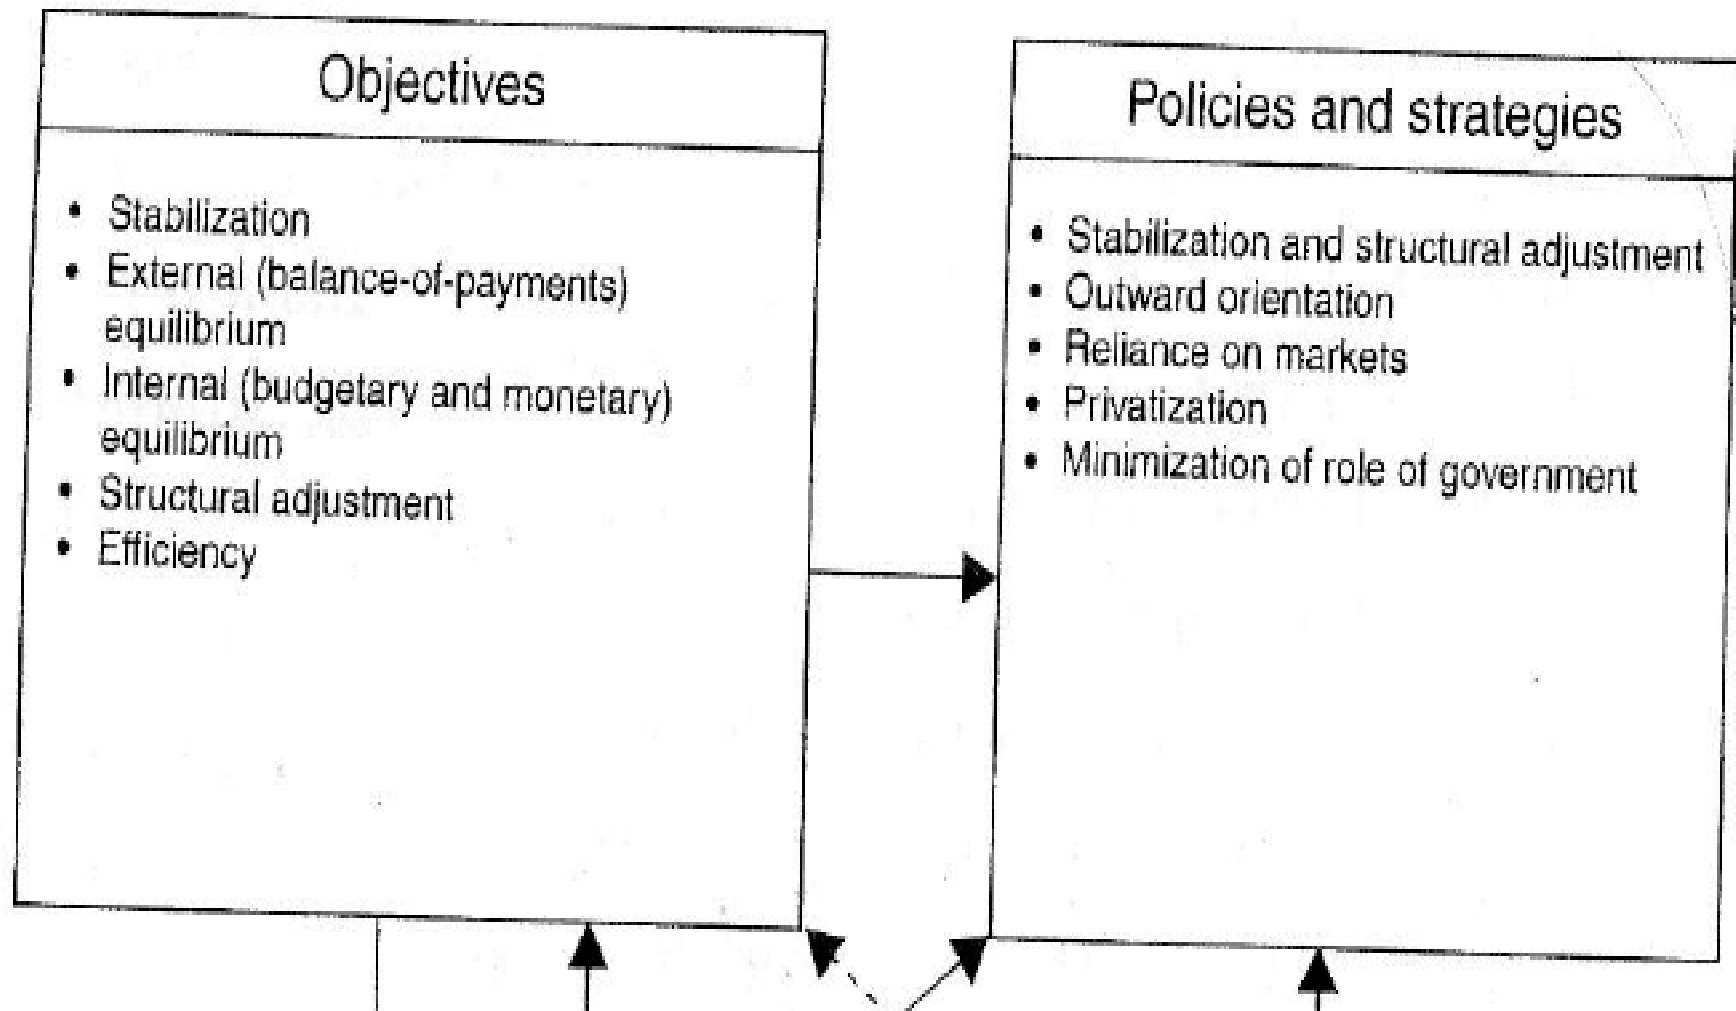 Objectives
• Stabilization
• External (balance-of-payments)
equilibrium
• Internal (budgetary and monetary)
equilibrium
• Structural adjustment
• Efficiency
Policies and strategies
• Stabilization and structural adjustment
• Outward orientation
• Reliance on markets
• Privatization
• Minimization of role of government